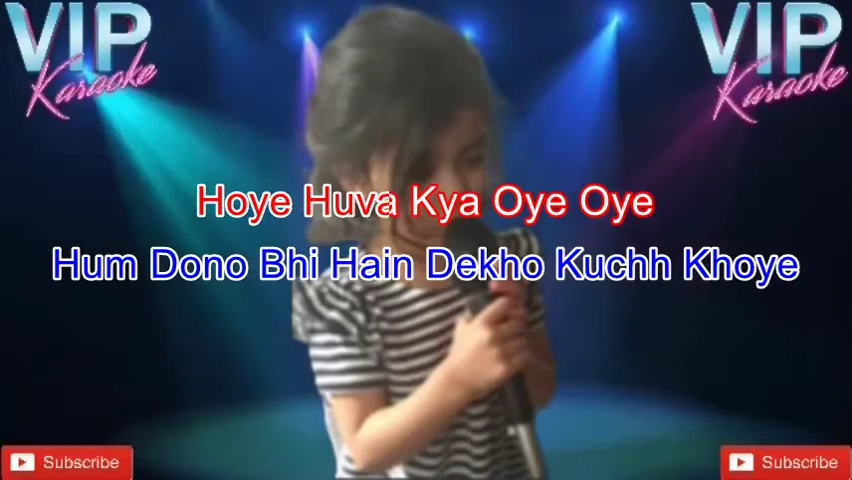 VIP VIP
Karaoke Karaoke
Hoye Huva Kya Oye Oye
Hum Dono Bhi Hain Dekho Kuchh Khoye
Subscribe Subscribe